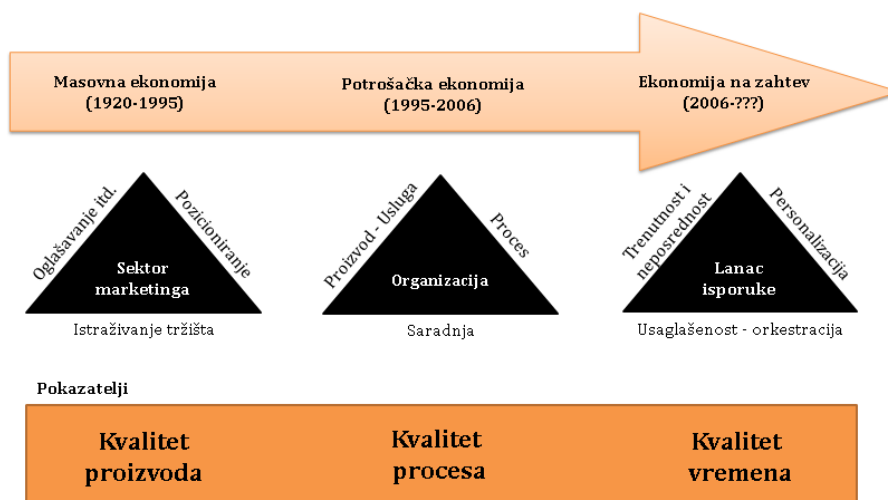 Masovna ekonomija
(1920-1995)
Potrošačka ekonomija
(1995-2006)
Ekonomija na zahtev
(2006-???)
Oglašavanje itd.
Pozicioniranje
Sektor
marketinga
Istraživanje tržišta
Proizvod - Usluga
Proces
Organizacija
Saradnja
Trenutnost i
neposrednost
Personalizacija
Lanac
isporuke
Usaglašenost - orkestracija
Pokazatelji
Kvalitet
proizvoda
Kvalitet
procesa
Kvalitet
vremena